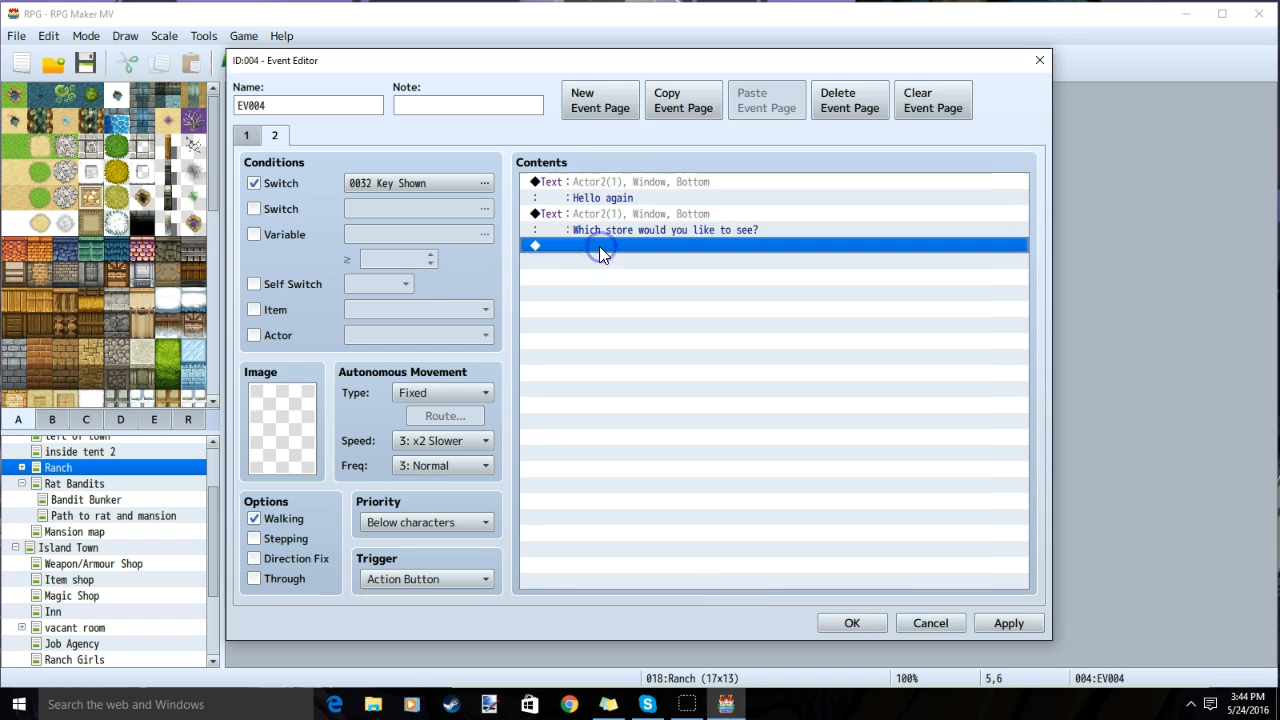 RPG - RPG Maker MV
File Edit Mode Draw Scale Tools Game Help
ID:004 - Event Editor
Name:
EV004
Note:
New
Event Page
Copy
Event Page
Paste
Event Page
Delete
Event Page
Clear
Event Page
1 2
Conditions
Switch 0032 Key Shown ...
Switch ...
Variable ...
≥
Self Switch
Item
Actor
Image
Autonomous Movement
Type: Fixed
Route...
Speed: 3: x2 Slower
Freq: 3: Normal
Options
Walking
Stepping
Direction Fix
Through
Priority
Below characters
Trigger
Action Button
Contents
◆Text : Actor2(1), Window, Bottom
: : Hello again
◆Text : Actor2(1), Window, Bottom
: : Which store would you like to see?
◆
OK Cancel Apply
A B C D E R
left of town
inside tent 2
Ranch
Rat Bandits
Bandit Bunker
Path to rat and mansion
Mansion map
Island Town
Weapon/Armour Shop
Item shop
Magic Shop
Inn
vacant room
Job Agency
Ranch Girls
018:Ranch (17x13) 100% 5,6 004:EV004
Search the web and Windows
3:44 PM
5/24/2016